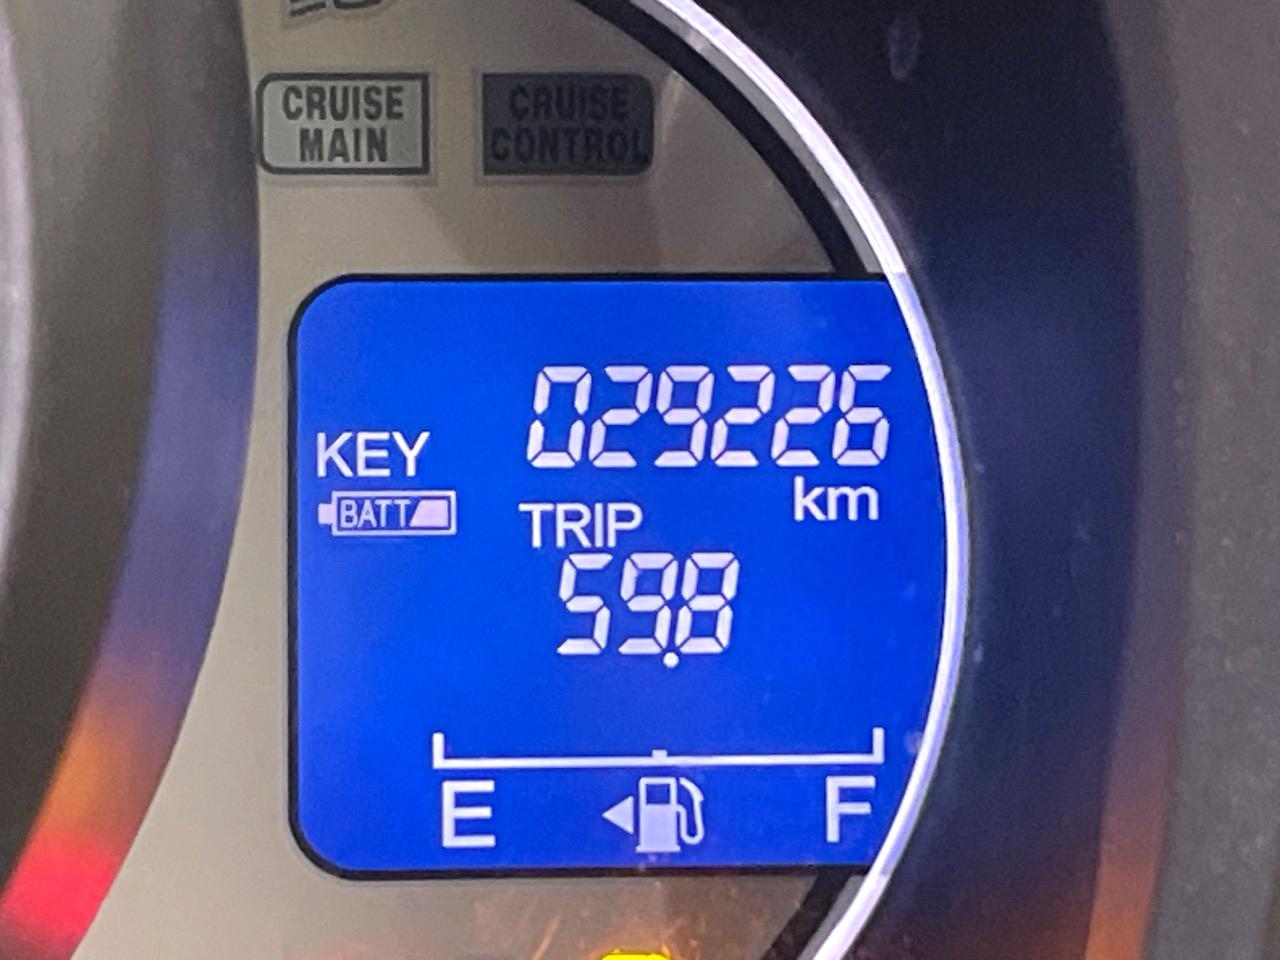 CRUISE
MAIN
CRUISE
CONTROL
029226
KEY
km
BATT
TRIP
59.8
E
F